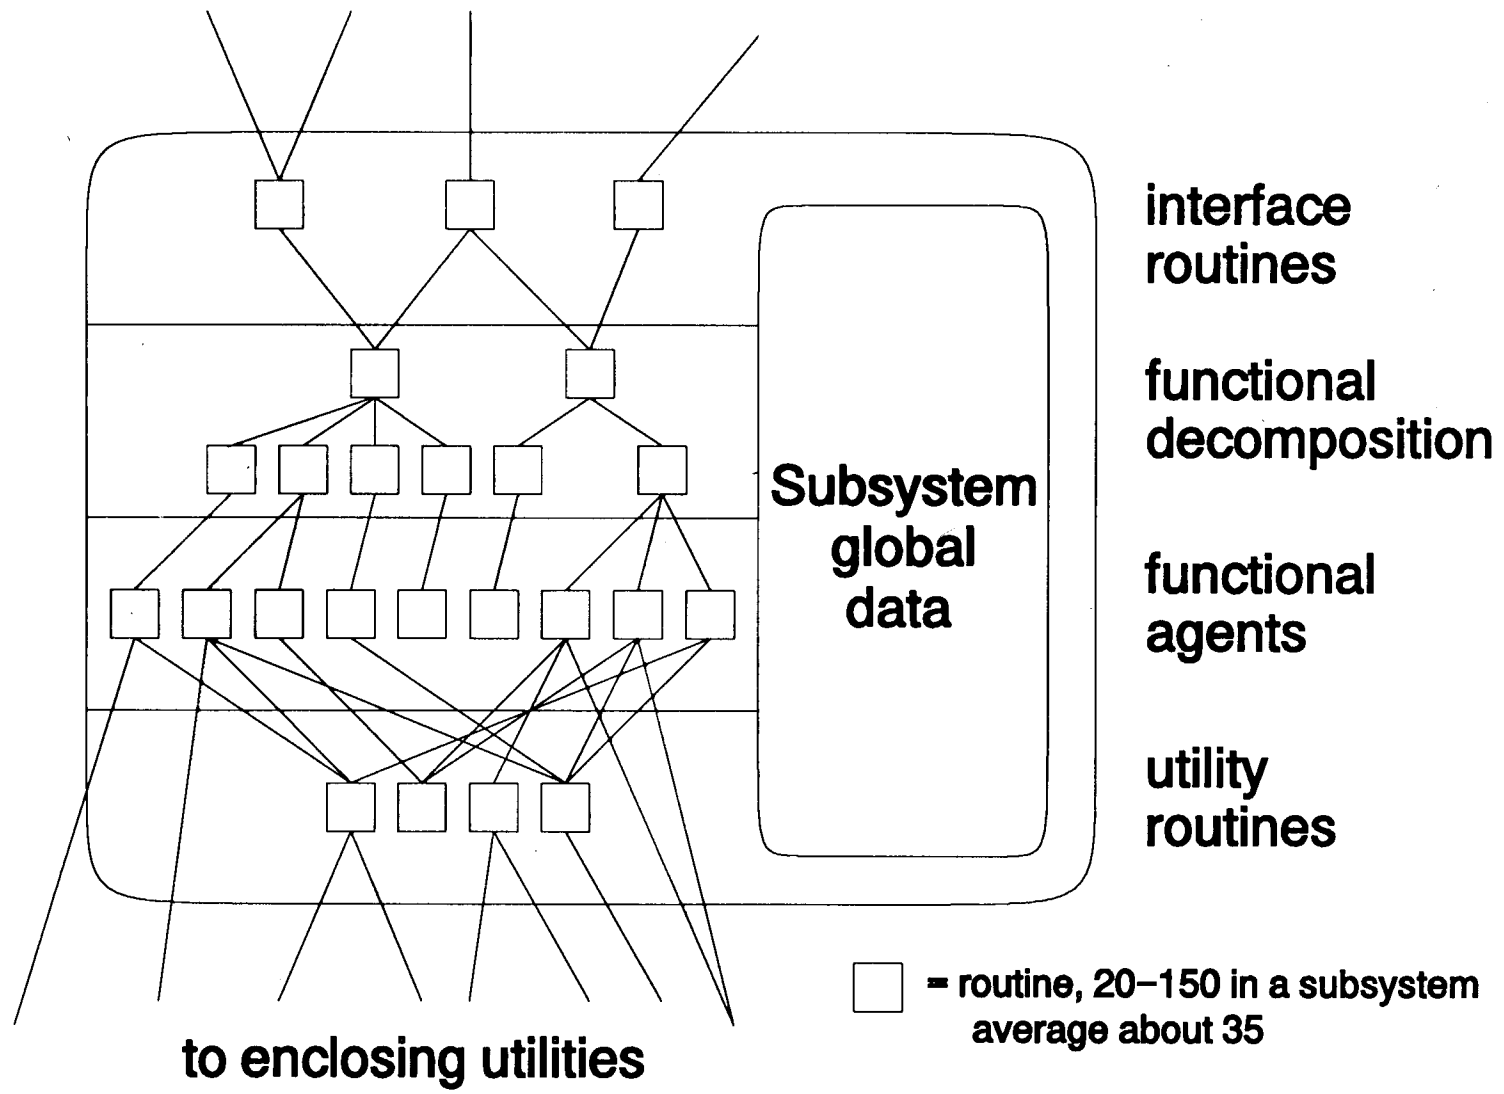 interface
routines
functional
decomposition
Subsystem
global
data
functional
agents
utility
routines
= routine, 20–150 in a subsystem
average about 35
to enclosing utilities